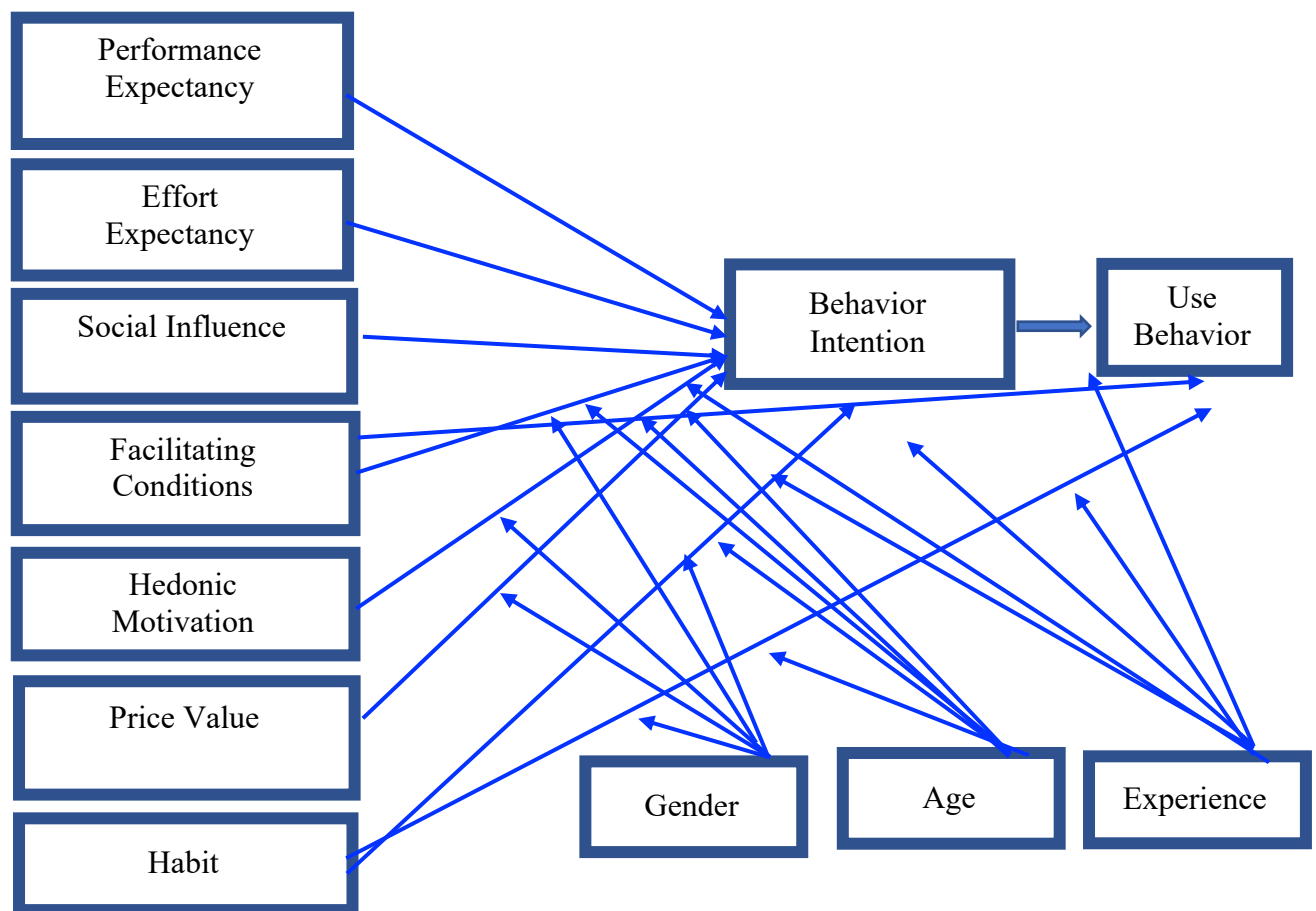 Performance
Expectancy
Effort
Expectancy
Social Influence
Facilitating
Conditions
Hedonic
Motivation
Price Value
Habit
Behavior
Intention
Use
Behavior
Gender
Age
Experience